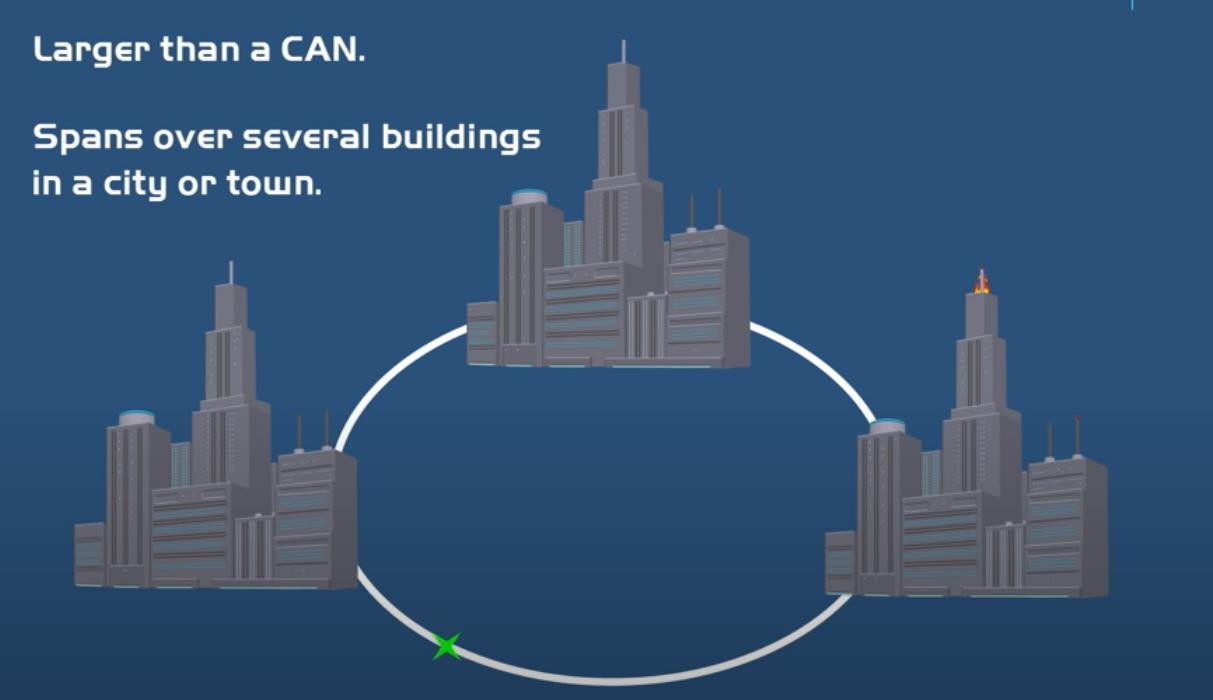 Larger than a CAN.
Spans over several buildings
in a city or town.